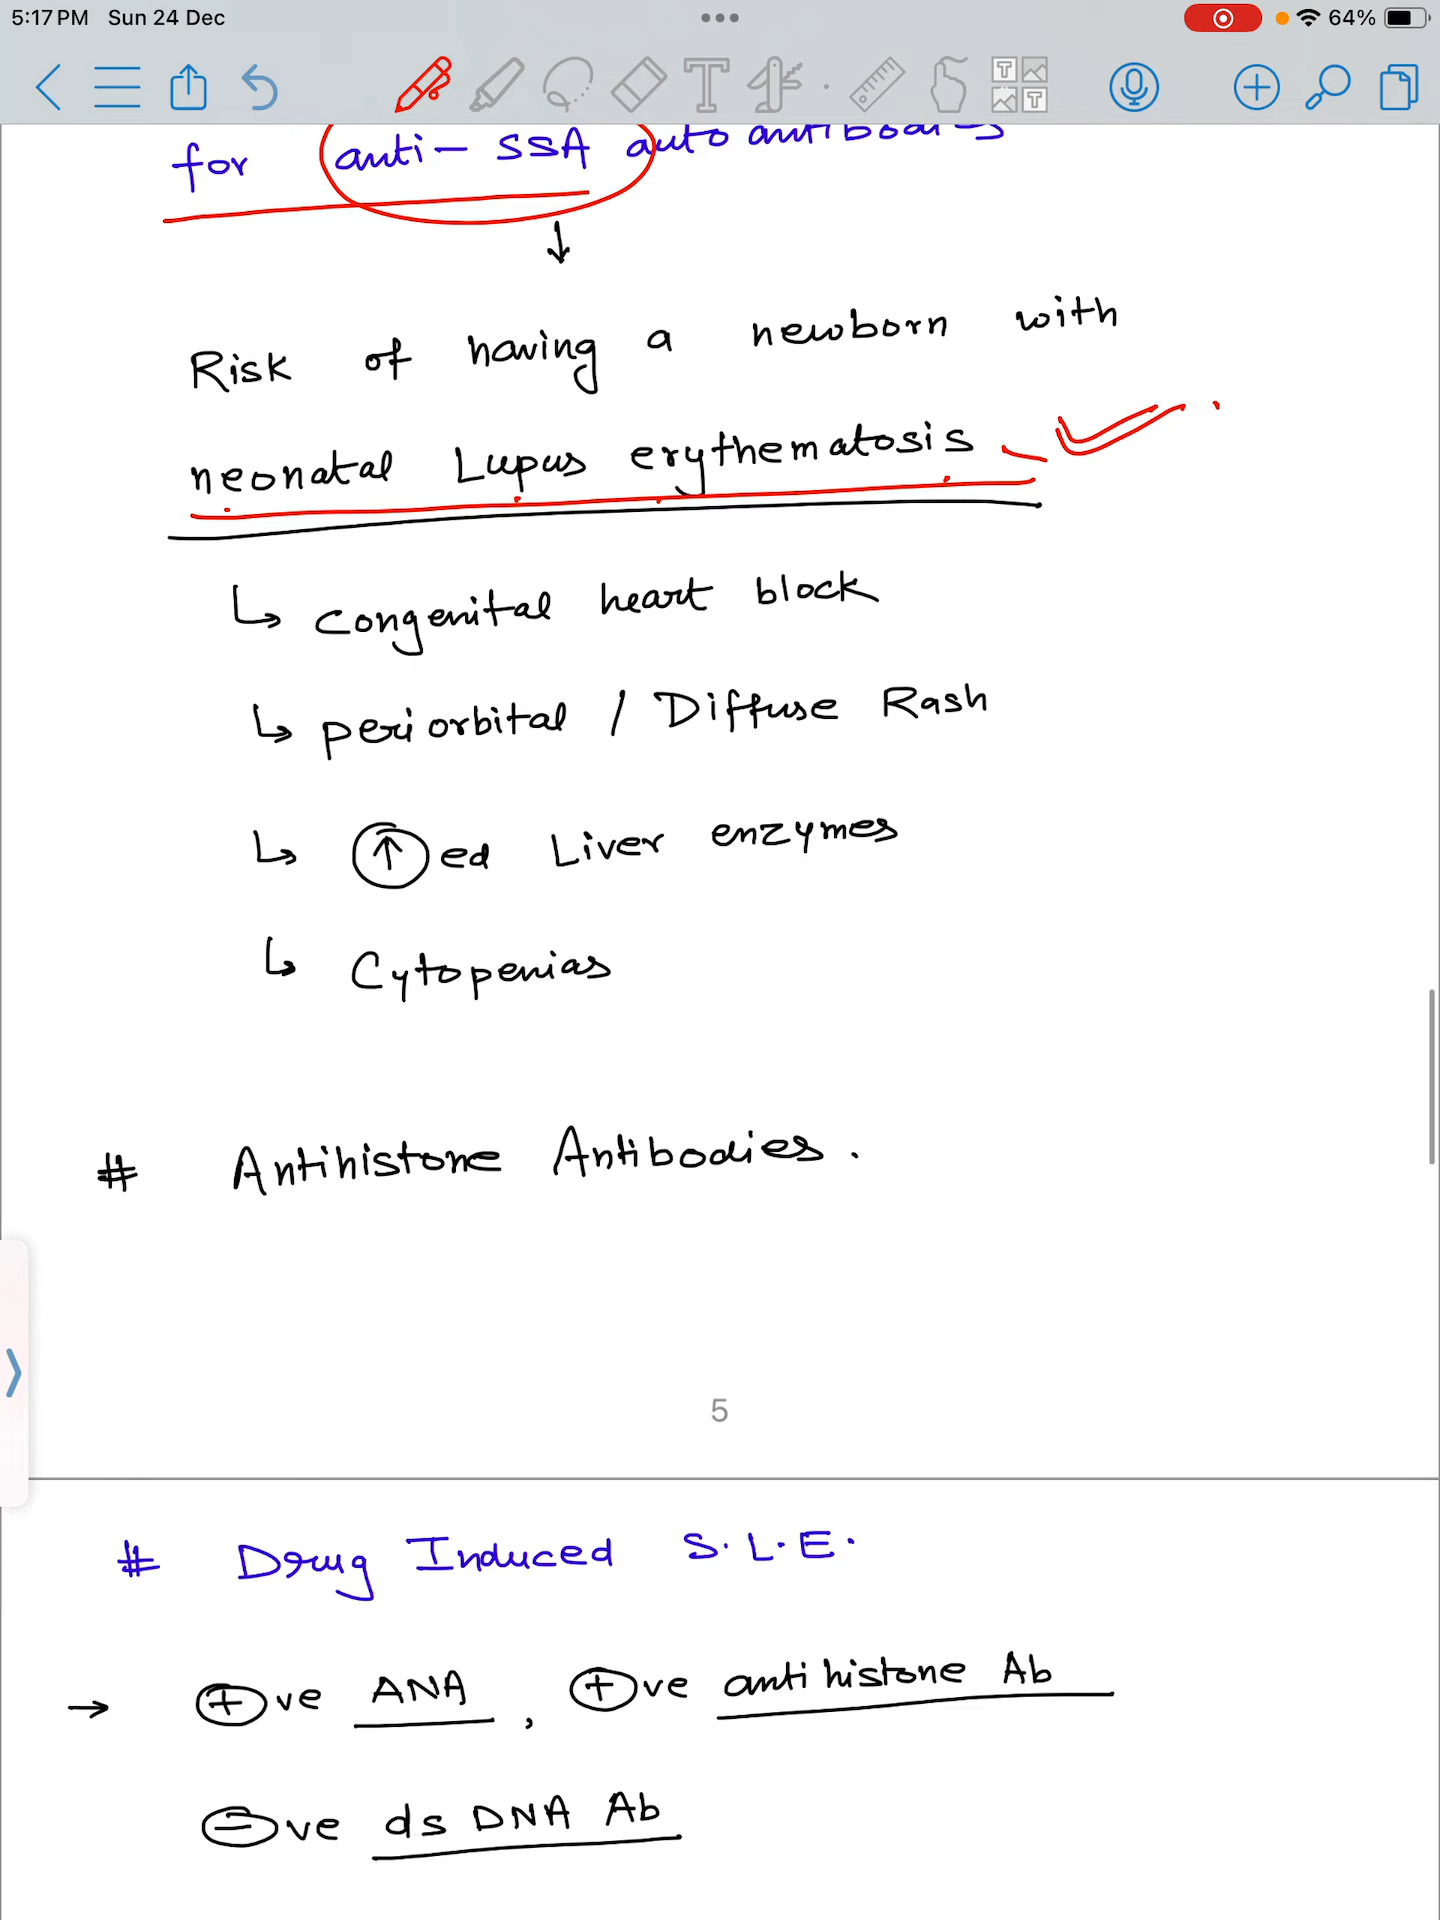 5:17 PM Sun 24 Dec
64%
for anti- SSA auto antibodies
↓
Risk of having a newborn with
neonatal Lupus erythematosis
↳ congenital heart block
↳ periorbital / Diffuse Rash
↳ ↑ed Liver enzymes
↳ Cytopenias
# Antihistone Antibodies.
5
# Drug Induced S.L.E.
→ +ve ANA , +ve antihistone Ab
-ve ds DNA Ab